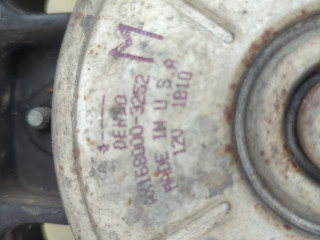 M
DENSO
168000-3252
MADE IN U S A
12V 1810